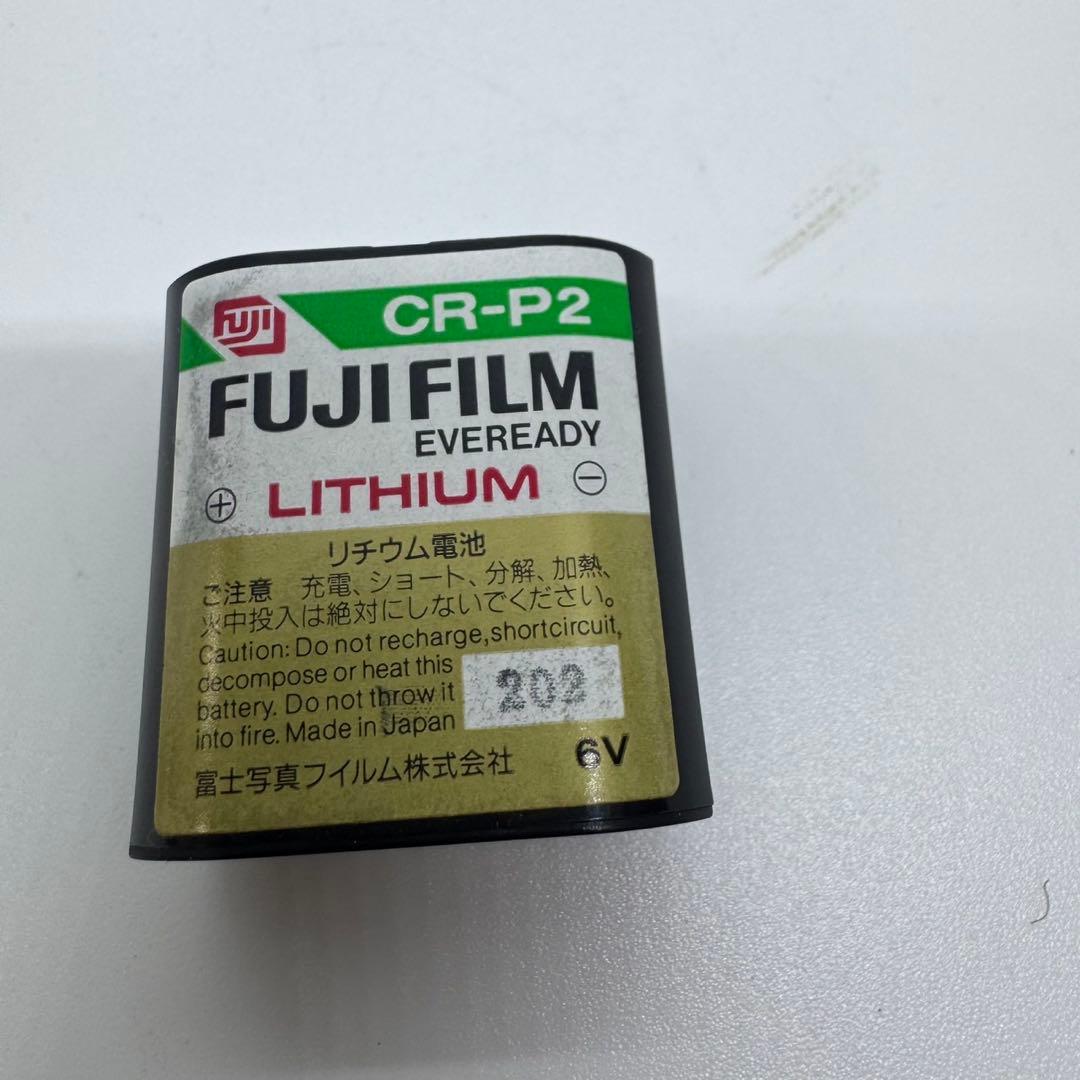 FUJI
CR-P2
FUJI FILM
EVEREADY
⊕ LITHIUM ⊖
リチウム電池
ご注意 充電、ショート、分解、加熱、
火中投入は絶対にしないでください。
Caution: Do not recharge,shortcircuit,
decompose or heat this
battery. Do not throw it
into fire. Made in Japan
202
6V
富士写真フイルム株式会社